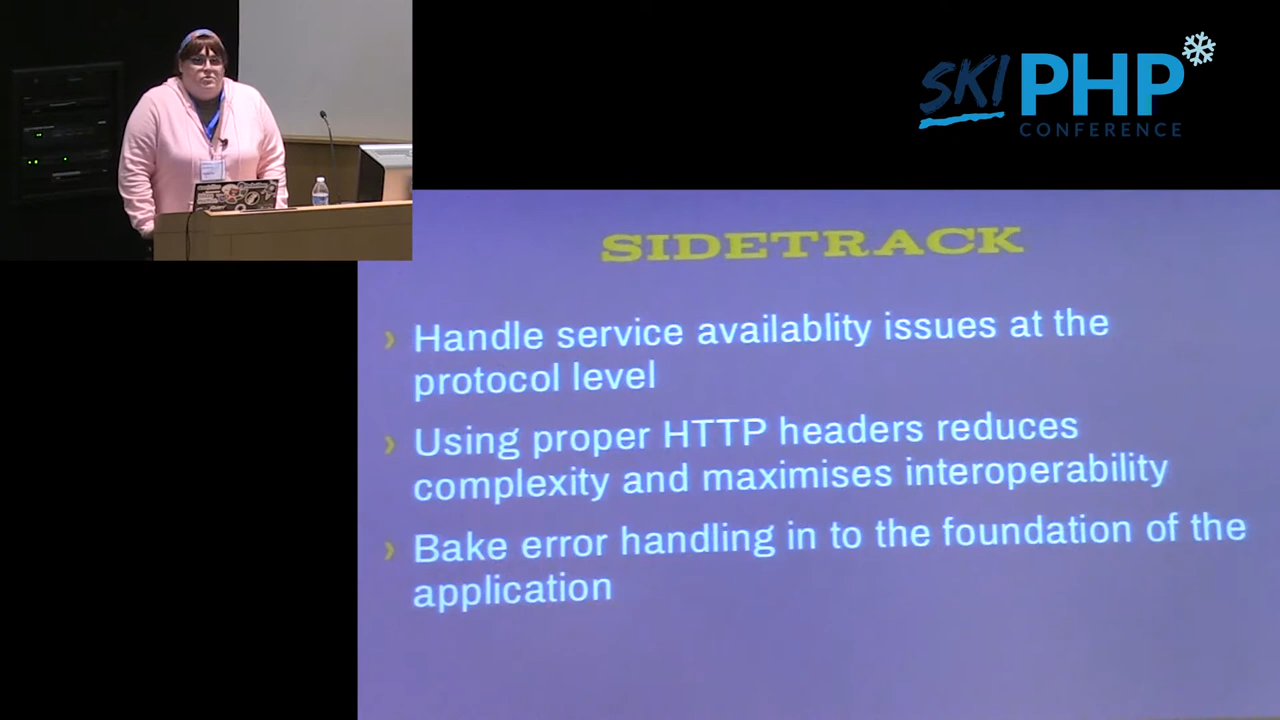 SKI PHP
CONFERENCE
SIDETRACK
› Handle service availablity issues at the
protocol level
› Using proper HTTP headers reduces
complexity and maximises interoperability
› Bake error handling in to the foundation of the
application